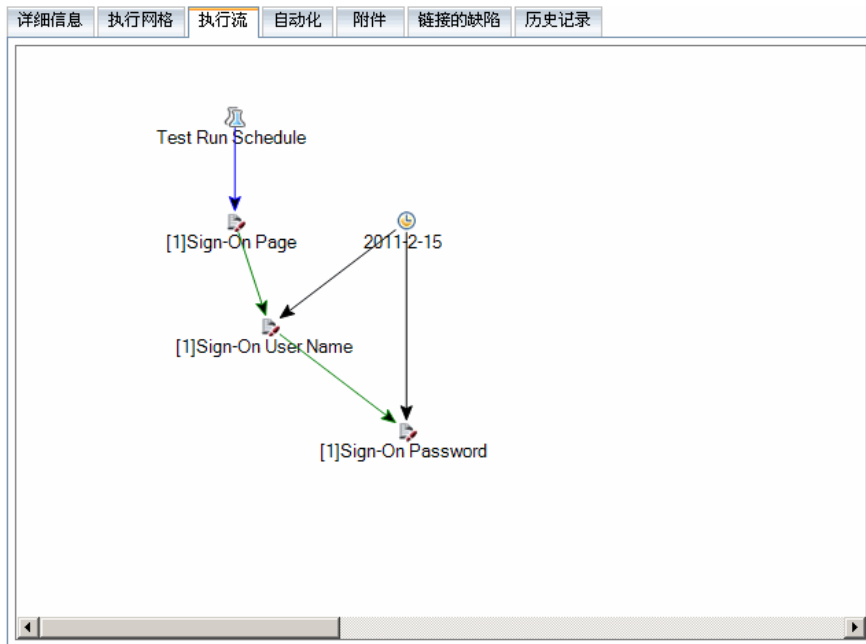 详细信息 执行网格 执行流 自动化 附件 链接的缺陷 历史记录
Test Run Schedule
[1]Sign-On Page
2011-2-15
[1]Sign-On User Name
[1]Sign-On Password